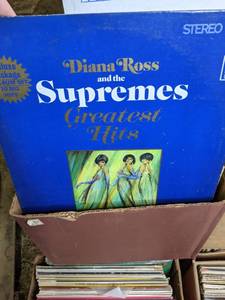 STEREO
Diana Ross
and the
Supremes
Greatest
Hits